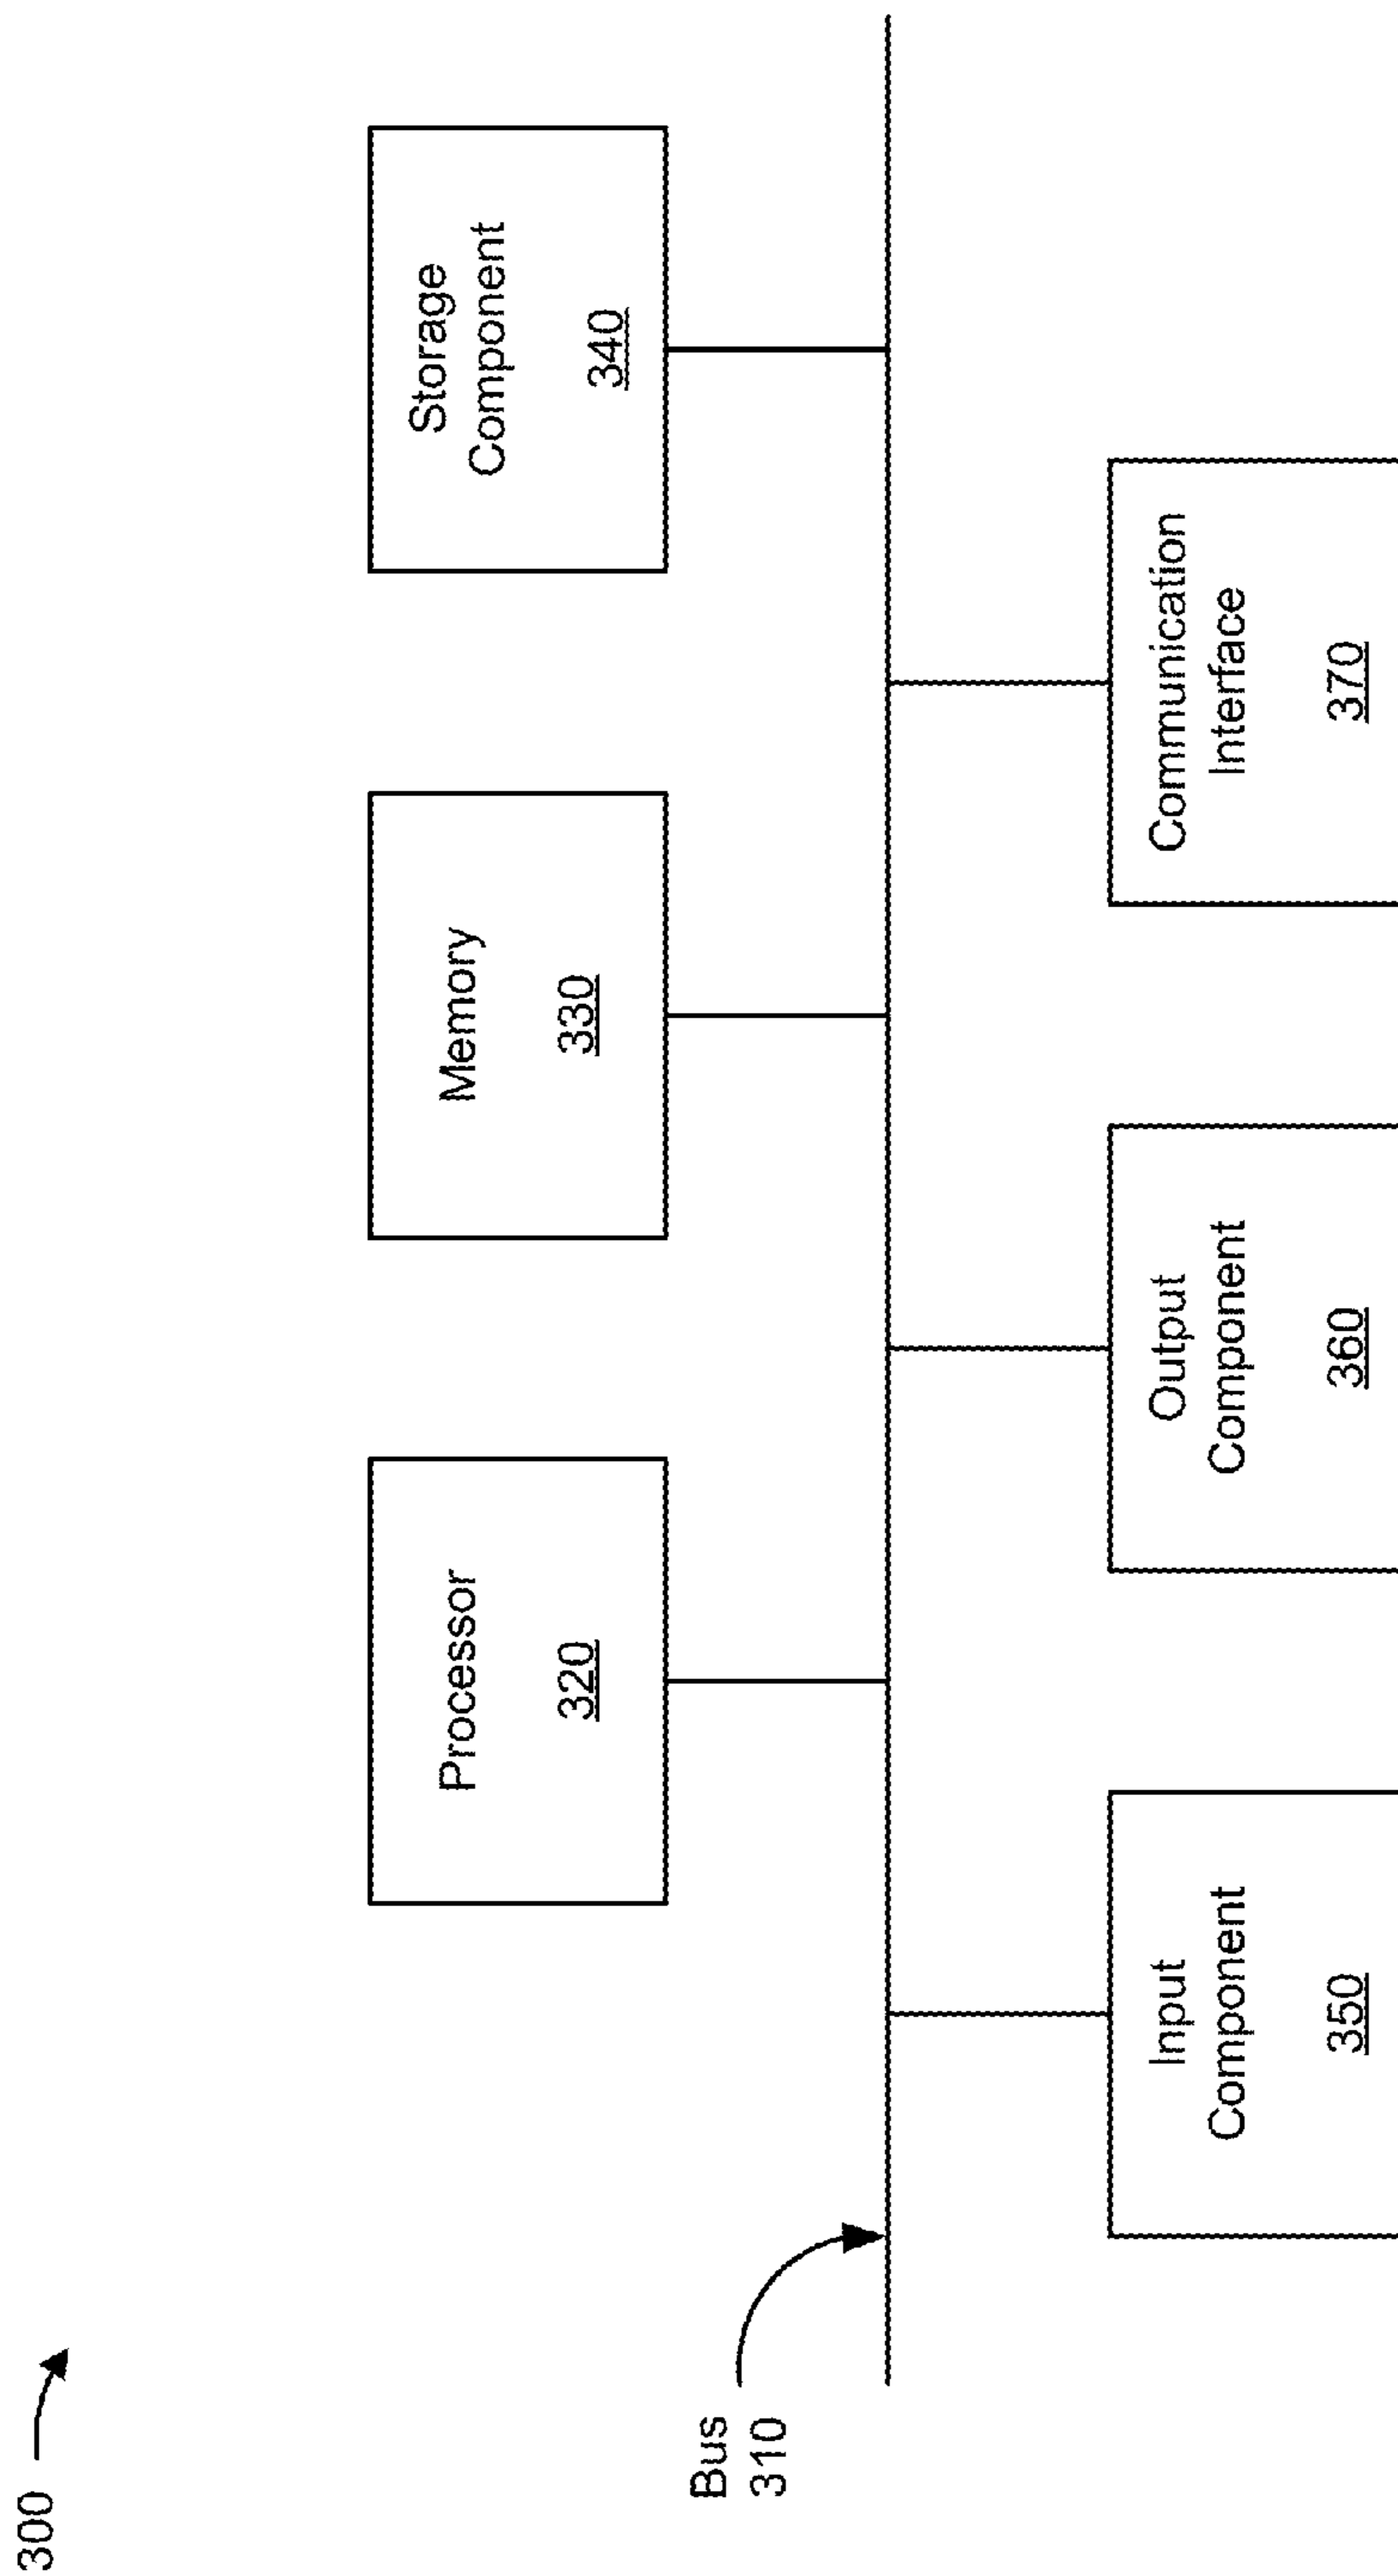 300
Bus
310
Processor
320
Memory
330
Storage
Component
340
Input
Component
350
Output
Component
360
Communication
Interface
370